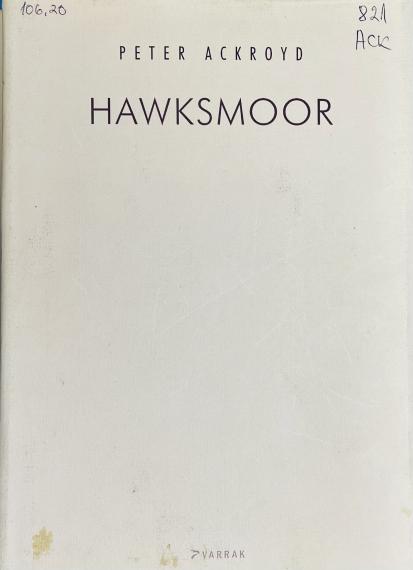 106,20
821
ACK
PETER ACKROYD
HAWKSMOOR
VARRAK